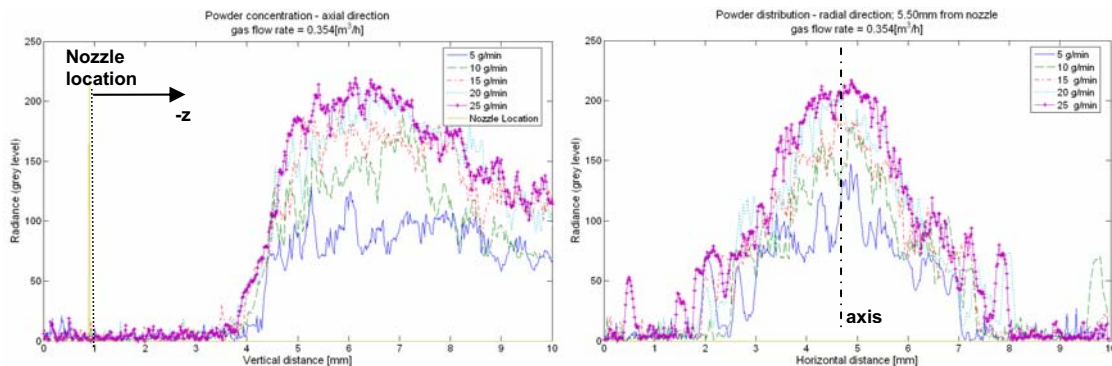 Powder concentration - axial direction
gas flow rate = 0.354[m³/h]
250
200
150
100
50
0
Radiance (grey level)
Nozzle
location
-z
5 g/min
10 g/min
15 g/min
20 g/min
25 g/min
Nozzle Location
0 1 2 3 4 5 6 7 8 9 10
Vertical distance [mm]
Powder distribution - radial direction; 5.50mm from nozzle
gas flow rate = 0.354[m³/h]
250
200
150
100
50
0
Radiance (grey level)
5 g/min
10 g/min
15 g/min
20 g/min
25 g/min
axis
0 1 2 3 4 5 6 7 8 9 10
Horizontal distance [mm]